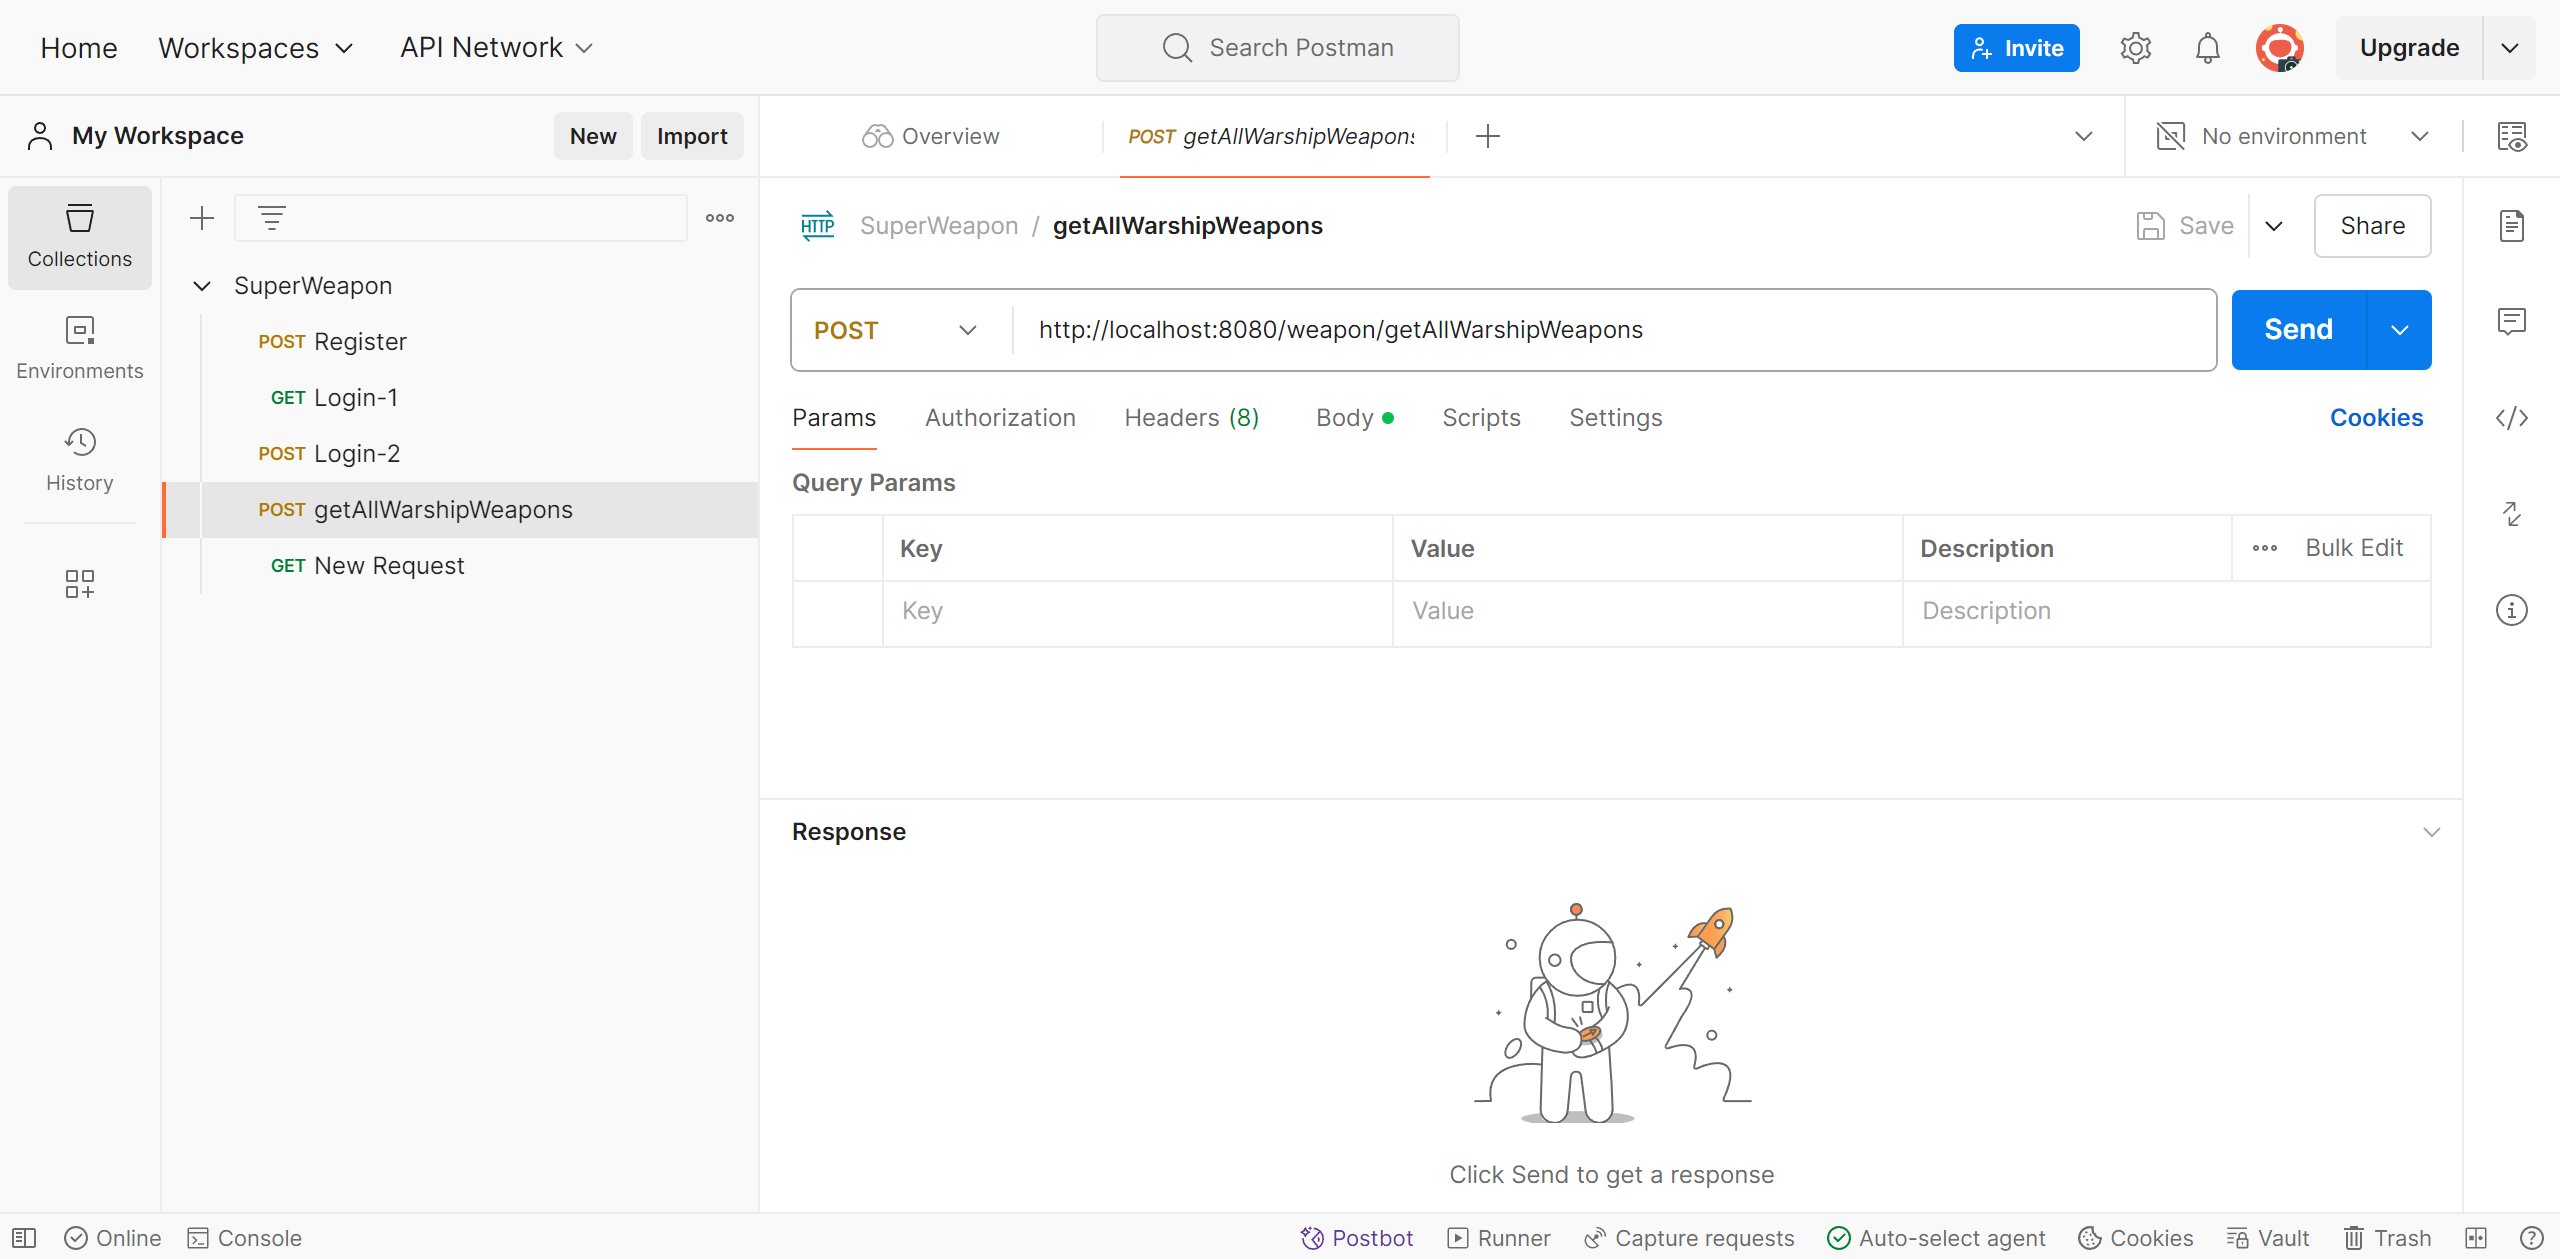 Home Workspaces API Network Search Postman Invite Upgrade
My Workspace New Import Overview POST getAllWarshipWeapons No environment
Collections
Environments
History
SuperWeapon
POST Register
GET Login-1
POST Login-2
POST getAllWarshipWeapons
GET New Request
HTTP SuperWeapon / getAllWarshipWeapons Save Share
POST http://localhost:8080/weapon/getAllWarshipWeapons Send
Params Authorization Headers (8) Body Scripts Settings Cookies
Query Params
Key Value Description Bulk Edit
Key Value Description
Response
Click Send to get a response
Online Console Postbot Runner Capture requests Auto-select agent Cookies Vault Trash